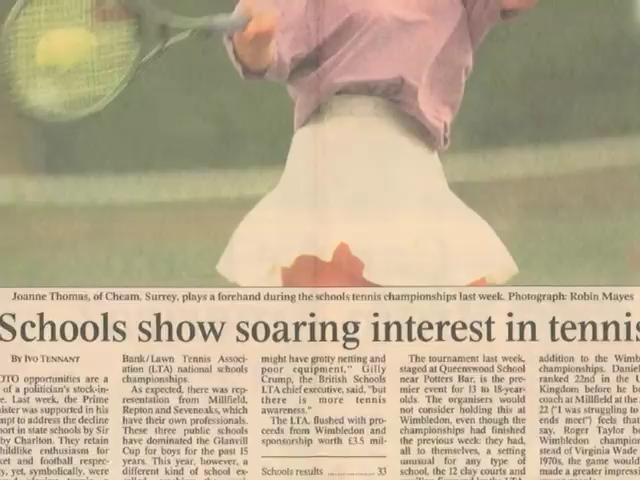 Joanne Thomas, of Cheam, Surrey, plays a forehand during the schools tennis championships last week. Photograph: Robin Mayes
Schools show soaring interest in tennis
BY IVO TENNANT
OTO opportunities are a
of a politician's stock-in-
e. Last week, the Prime
ister was supported in his
mpt to address the decline
port in state schools by Sir
by Charlton. They retain
hildlike enthusiasm for
ket and football respec-
y, yet, symbolically, were
Bank/Lawn Tennis Associ-
ation (LTA) national schools
championships.
As expected, there was rep-
resentation from Millfield,
Repton and Sevenoaks, which
have their own professionals.
These three public schools
have dominated the Glanvill
Cup for boys for the past 15
years. This year, however, a
different kind of school ex-
might have grotty netting and
poor equipment," Gilly
Crump, the British Schools
LTA chief executive, said, "but
there is more tennis
awareness."
The LTA, flushed with pro-
ceeds from Wimbledon and
sponsorship worth £3.5 mil-
Schools results 33
The tournament last week,
staged at Queenswood School
near Potters Bar, is the pre-
mier event for 13 to 18-year-
olds. The organisers would
not consider holding this at
Wimbledon, even though the
championships had finished
the previous week: they had,
all to themselves, a setting
unusual for any type of
school, the 12 clay courts and
addition to the Wimb
championships. Daniel
ranked 22nd in the U
Kingdom before he be
coach at Millfield at the
22 ("I was struggling to
ends meet") feels that
say, Roger Taylor be
Wimbledon champion
stead of Virginia Wade
1970s, the game would
made a greater impressi